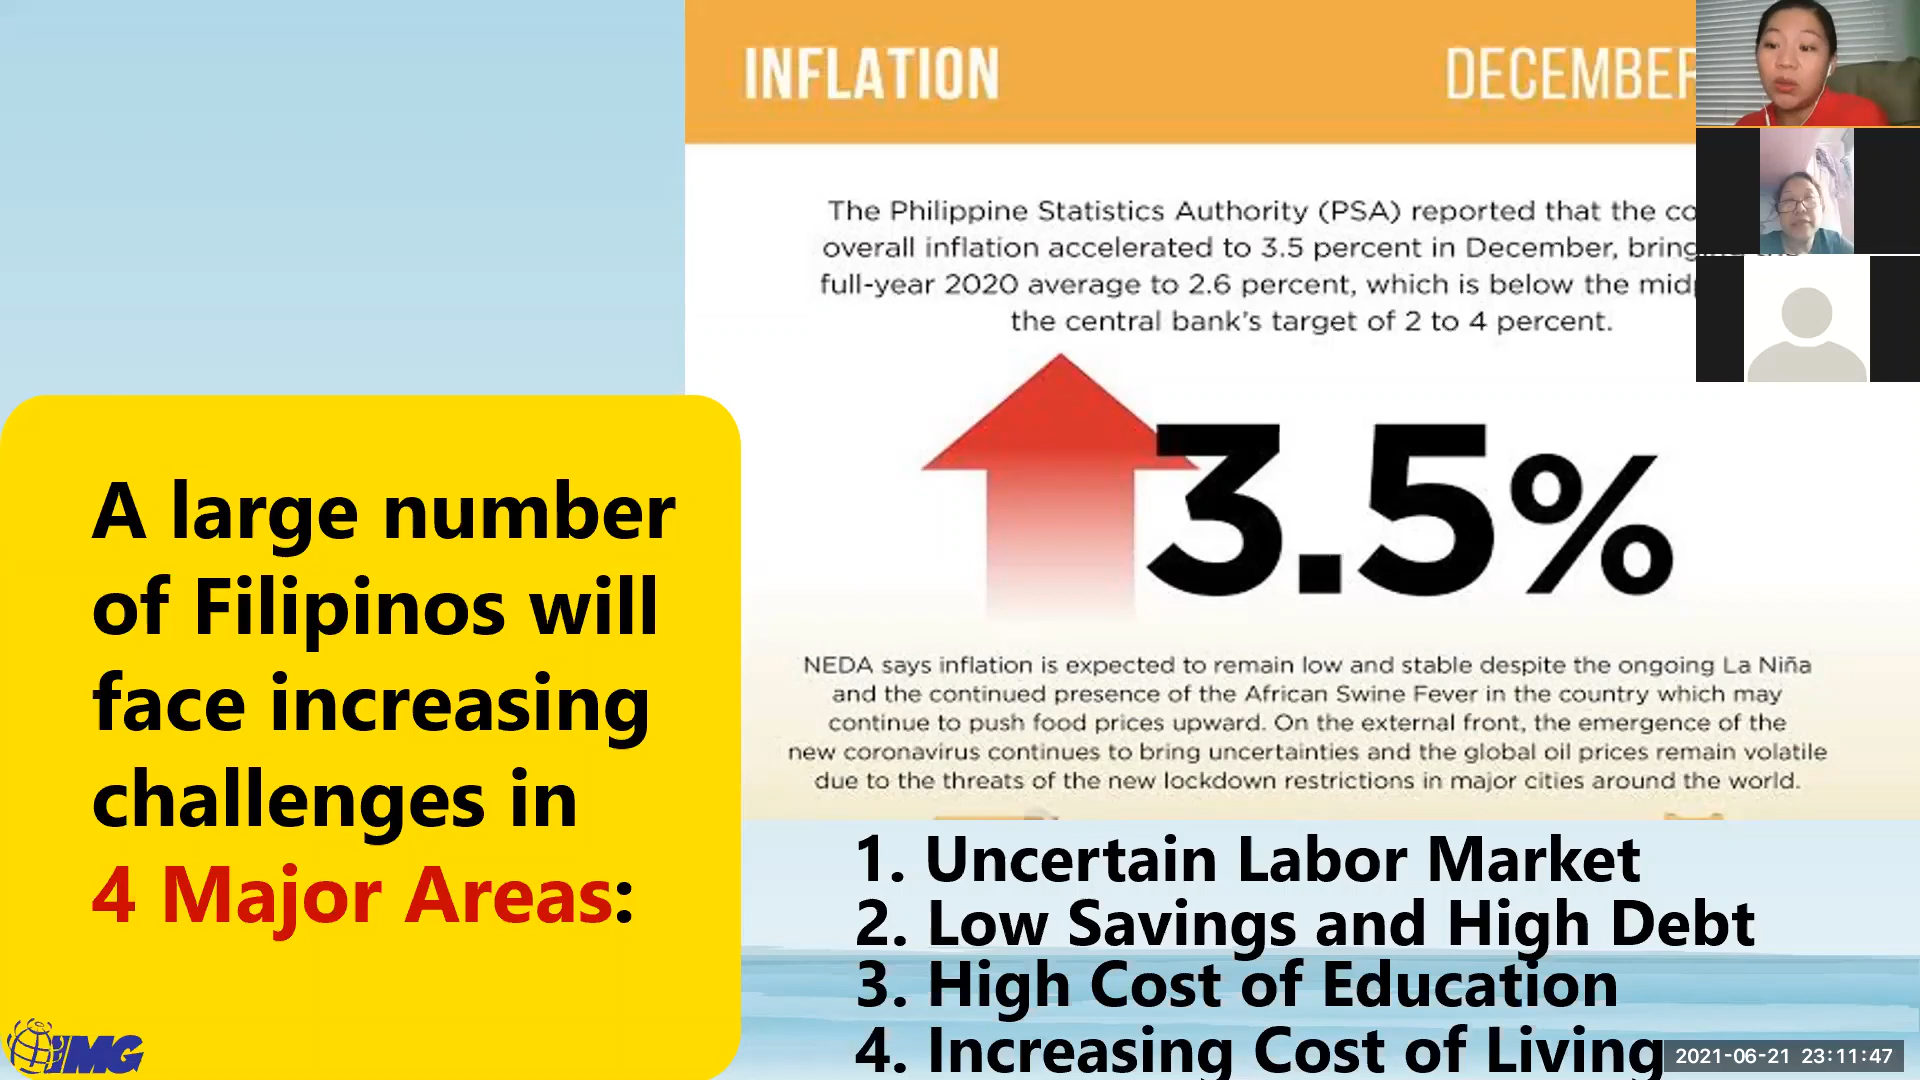 INFLATION
DECEMBER
The Philippine Statistics Authority (PSA) reported that the
overall inflation accelerated to 3.5 percent in December,
full-year 2020 average to 2.6 percent, which is below the
the central bank's target of 2 to 4 percent.
3.5%
NEDA says inflation is expected to remain low and stable despite the ongoing La Niña
and the continued presence of the African Swine Fever in the country which may
continue to push food prices upward. On the external front, the emergence of the
new coronavirus continues to bring uncertainties and the global oil prices remain volatile
due to the threats of the new lockdown restrictions in major cities around the world.
A large number
of Filipinos will
face increasing
challenges in
4 Major Areas:
1. Uncertain Labor Market
2. Low Savings and High Debt
3. High Cost of Education
4. Increasing Cost of Living
IMG
2021-06-21 23:11:47